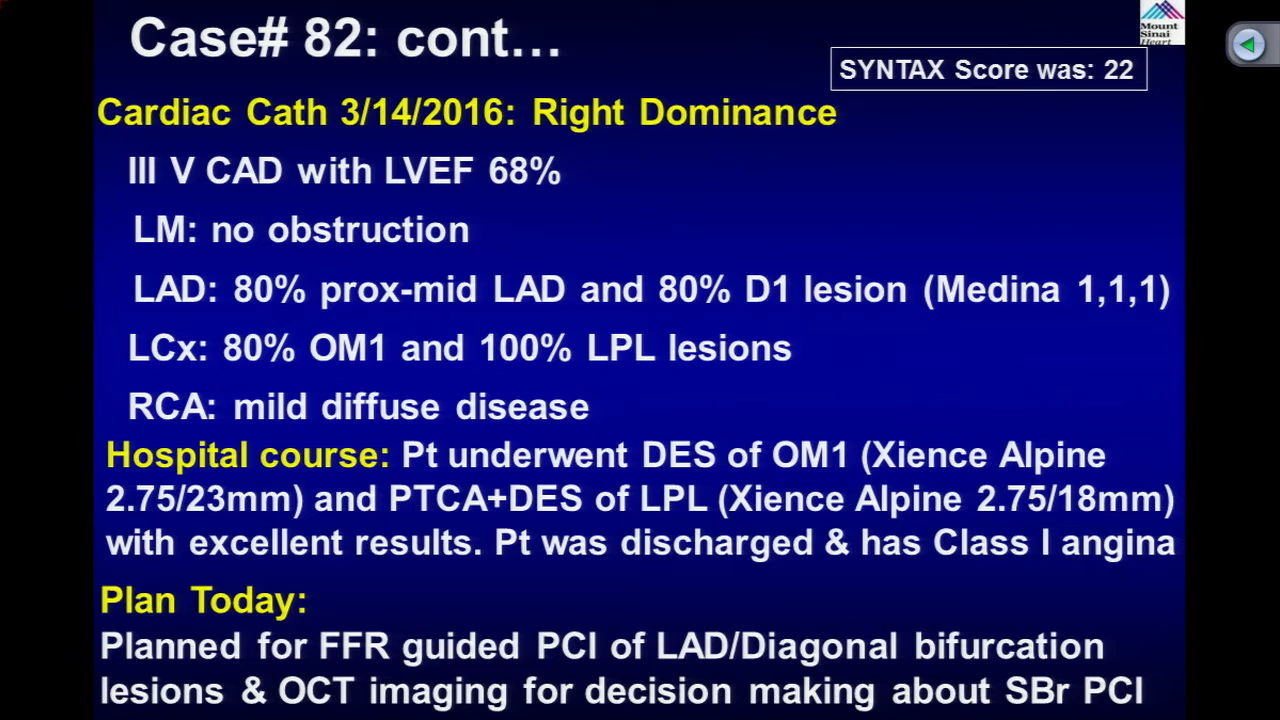 Case# 82: cont...
Mount
Sinai
Heart
SYNTAX Score was: 22
Cardiac Cath 3/14/2016: Right Dominance
III V CAD with LVEF 68%
LM: no obstruction
LAD: 80% prox-mid LAD and 80% D1 lesion (Medina 1,1,1)
LCx: 80% OM1 and 100% LPL lesions
RCA: mild diffuse disease
Hospital course: Pt underwent DES of OM1 (Xience Alpine
2.75/23mm) and PTCA+DES of LPL (Xience Alpine 2.75/18mm)
with excellent results. Pt was discharged & has Class I angina
Plan Today:
Planned for FFR guided PCI of LAD/Diagonal bifurcation
lesions & OCT imaging for decision making about SBr PCI